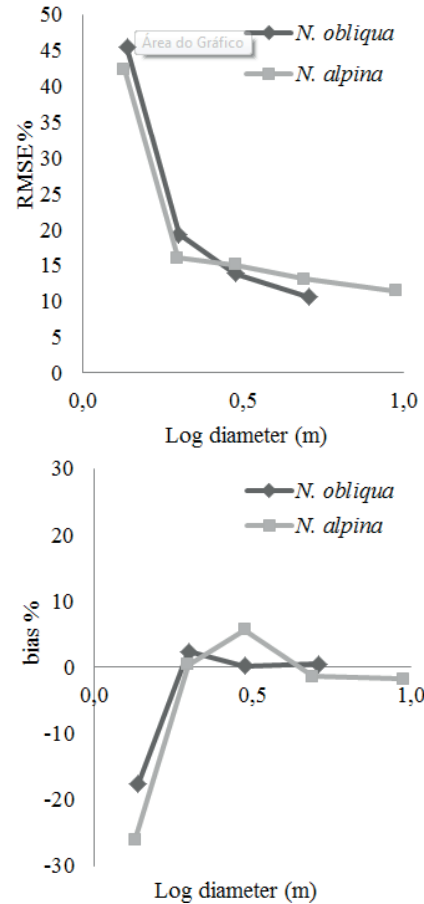 50
Área do Gráfico
N. obliqua
45
N. alpina
40
35
30
RMSE%
25
20
15
10
5
0
0,0 0,5 1,0
Log diameter (m)
30
N. obliqua
20
N. alpina
10
bias %
0
0,0 0,5 1,0
-10
-20
-30
Log diameter (m)